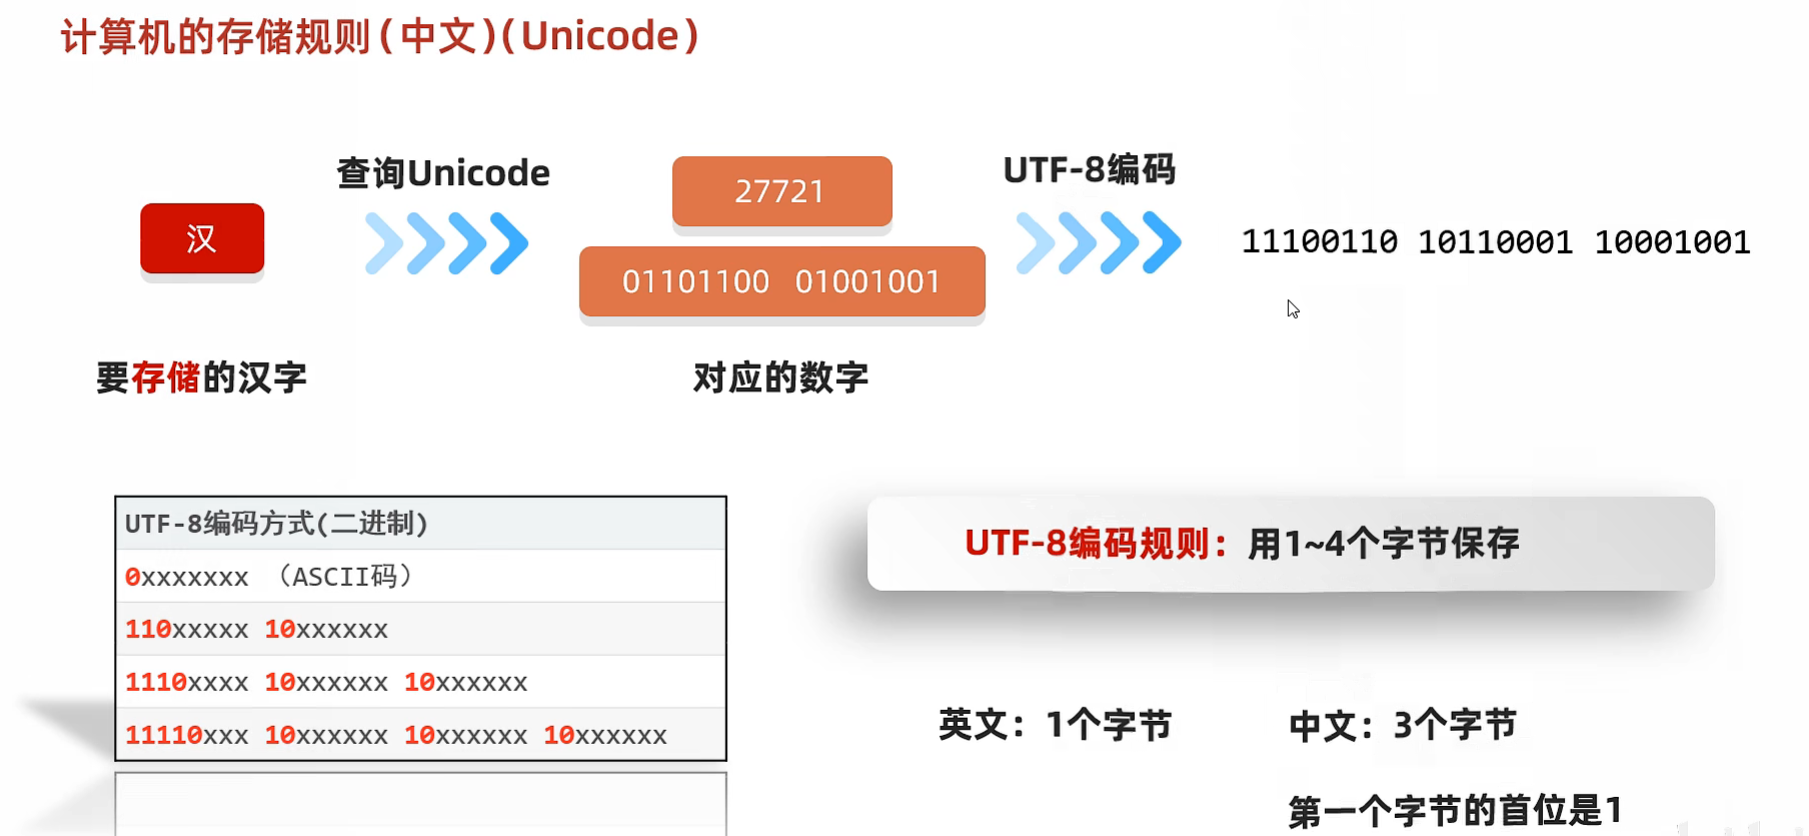 计算机的存储规则(中文)(Unicode)
查询Unicode
UTF-8编码
汉
27721
01101100 01001001
11100110 10110001 10001001
要存储的汉字
对应的数字
UTF-8编码方式(二进制)
0xxxxxxx (ASCII码)
110xxxxx 10xxxxxx
1110xxxx 10xxxxxx 10xxxxxx
11110xxx 10xxxxxx 10xxxxxx 10xxxxxx
UTF-8编码规则：用1~4个字节保存
英文：1个字节
中文：3个字节
第一个字节的首位是1